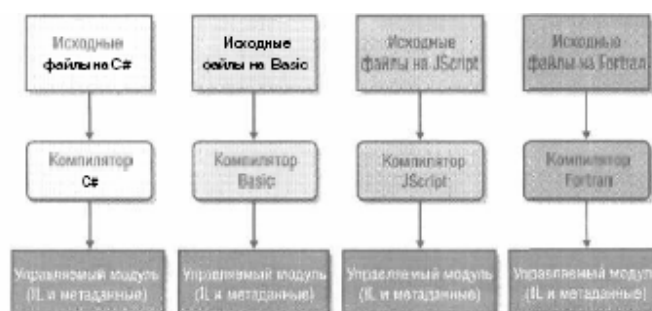 Исходные
файлы на C#
Исходные
файлы на Basic
Исходные
файлы на JScript
Исходные
файлы на Fortran
Компилятор
C#
Компилятор
Basic
Компилятор
JScript
Компилятор
Fortran
Управляемый модуль
(IL и метаданные)
Управляемый модуль
(IL и метаданные)
Управляемый модуль
(IL и метаданные)
Управляемый модуль
(IL и метаданные)